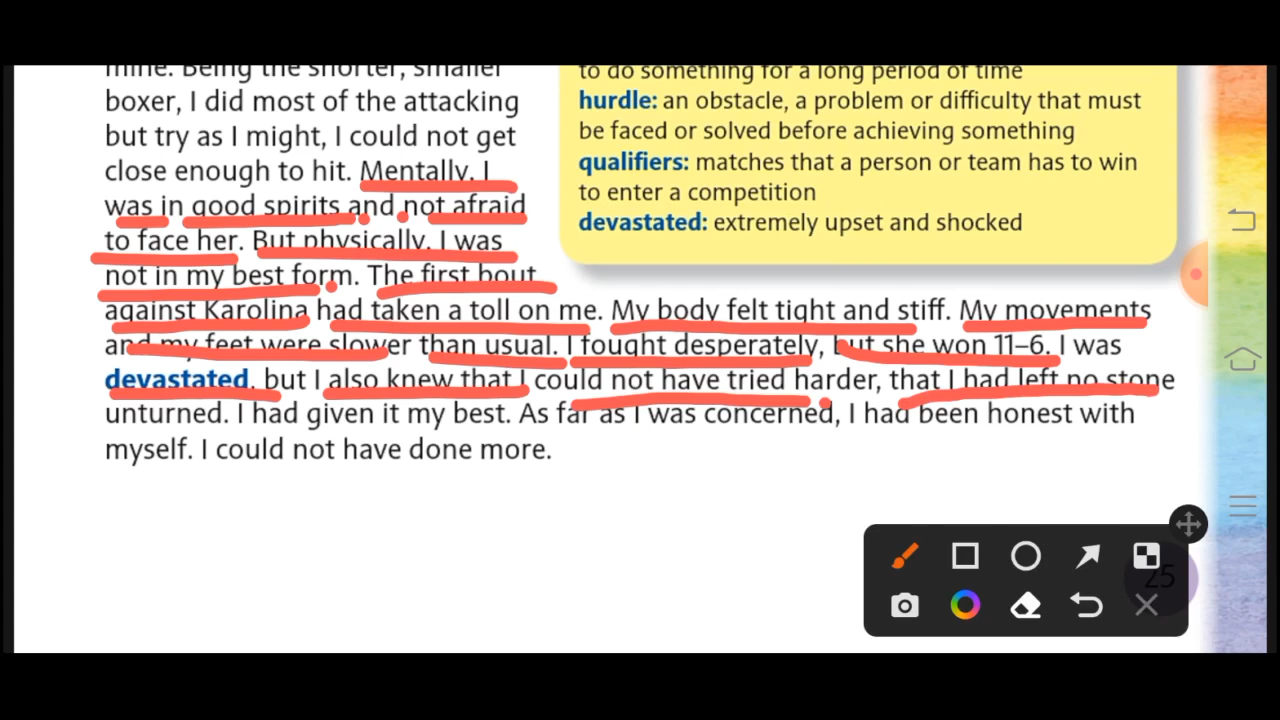 mine. Being the shorter, smaller
boxer, I did most of the attacking
but try as I might, I could not get
close enough to hit. Mentally, I
was in good spirits and not afraid
to face her. But physically, I was
not in my best form. The first bout
against Karolina had taken a toll on me. My body felt tight and stiff. My movements
and my feet were slower than usual. I fought desperately, but she won 11–6. I was
devastated, but I also knew that I could not have tried harder, that I had left no stone
unturned. I had given it my best. As far as I was concerned, I had been honest with
myself. I could not have done more.
to do something for a long period of time
hurdle: an obstacle, a problem or difficulty that must
be faced or solved before achieving something
qualifiers: matches that a person or team has to win
to enter a competition
devastated: extremely upset and shocked
25